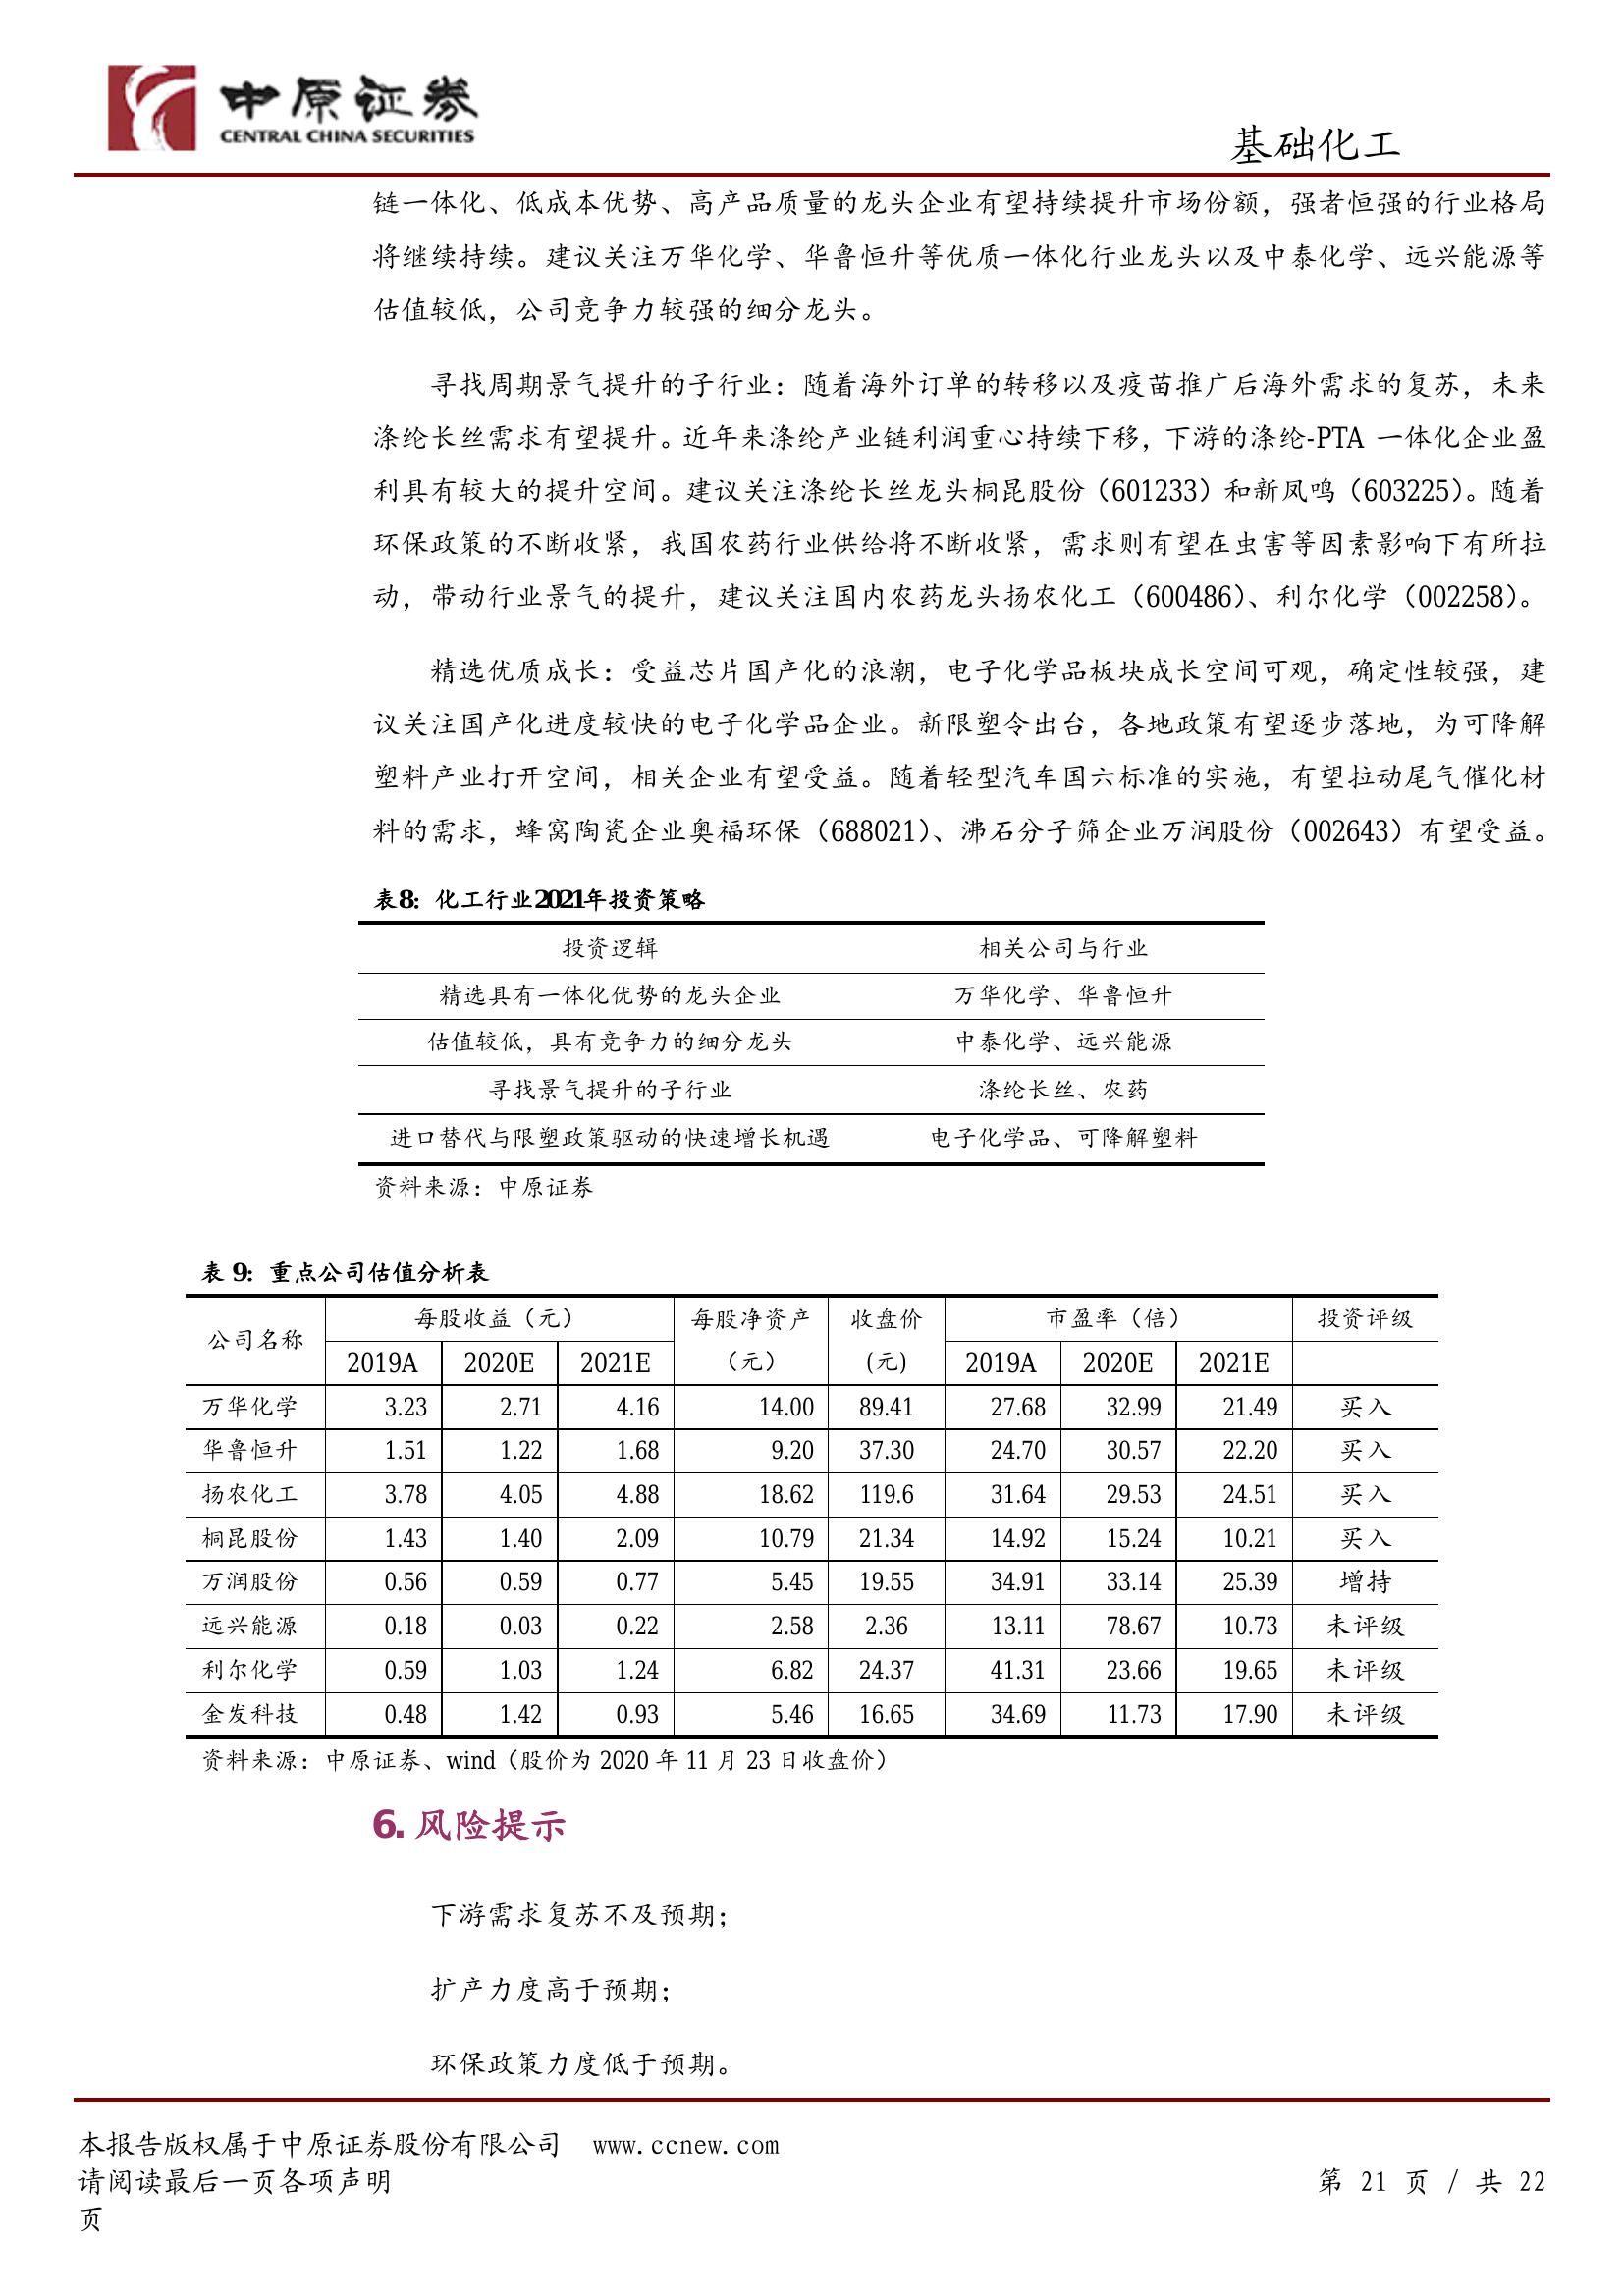 中原证券
CENTRAL CHINA SECURITIES
基础化工
链一体化、低成本优势、高产品质量的龙头企业有望持续提升市场份额，强者恒强的行业格局
将继续持续。建议关注万华化学、华鲁恒升等优质一体化行业龙头以及中泰化学、远兴能源等
估值较低，公司竞争力较强的细分龙头。
寻找周期景气提升的子行业：随着海外订单的转移以及疫苗推广后海外需求的复苏，未来
涤纶长丝需求有望提升。近年来涤纶产业链利润重心持续下移，下游的涤纶-PTA 一体化企业盈
利具有较大的提升空间。建议关注涤纶长丝龙头桐昆股份（601233）和新凤鸣（603225）。随着
环保政策的不断收紧，我国农药行业供给将不断收紧，需求则有望在虫害等因素影响下有所拉
动，带动行业景气的提升，建议关注国内农药龙头扬农化工（600486）、利尔化学（002258）。
精选优质成长：受益芯片国产化的浪潮，电子化学品板块成长空间可观，确定性较强，建
议关注国产化进度较快的电子化学品企业。新限塑令出台，各地政策有望逐步落地，为可降解
塑料产业打开空间，相关企业有望受益。随着轻型汽车国六标准的实施，有望拉动尾气催化材
料的需求，蜂窝陶瓷企业奥福环保（688021）、沸石分子筛企业万润股份（002643）有望受益。
表8：化工行业2021年投资策略
投资逻辑 相关公司与行业
精选具有一体化优势的龙头企业 万华化学、华鲁恒升
估值较低，具有竞争力的细分龙头 中泰化学、远兴能源
寻找景气提升的子行业 涤纶长丝、农药
进口替代与限塑政策驱动的快速增长机遇 电子化学品、可降解塑料
资料来源：中原证券
表 9：重点公司估值分析表
公司名称 每股收益（元） 每股净资产（元） 收盘价(元) 市盈率（倍） 投资评级
2019A 2020E 2021E 2019A 2020E 2021E
万华化学 3.23 2.71 4.16 14.00 89.41 27.68 32.99 21.49 买入
华鲁恒升 1.51 1.22 1.68 9.20 37.30 24.70 30.57 22.20 买入
扬农化工 3.78 4.05 4.88 18.62 119.6 31.64 29.53 24.51 买入
桐昆股份 1.43 1.40 2.09 10.79 21.34 14.92 15.24 10.21 买入
万润股份 0.56 0.59 0.77 5.45 19.55 34.91 33.14 25.39 增持
远兴能源 0.18 0.03 0.22 2.58 2.36 13.11 78.67 10.73 未评级
利尔化学 0.59 1.03 1.24 6.82 24.37 41.31 23.66 19.65 未评级
金发科技 0.48 1.42 0.93 5.46 16.65 34.69 11.73 17.90 未评级
资料来源：中原证券、wind（股价为 2020 年 11 月 23 日收盘价）
6. 风险提示
下游需求复苏不及预期；
扩产力度高于预期；
环保政策力度低于预期。
本报告版权属于中原证券股份有限公司 www.ccnew.com
请阅读最后一页各项声明 第 21 页 / 共 22
页